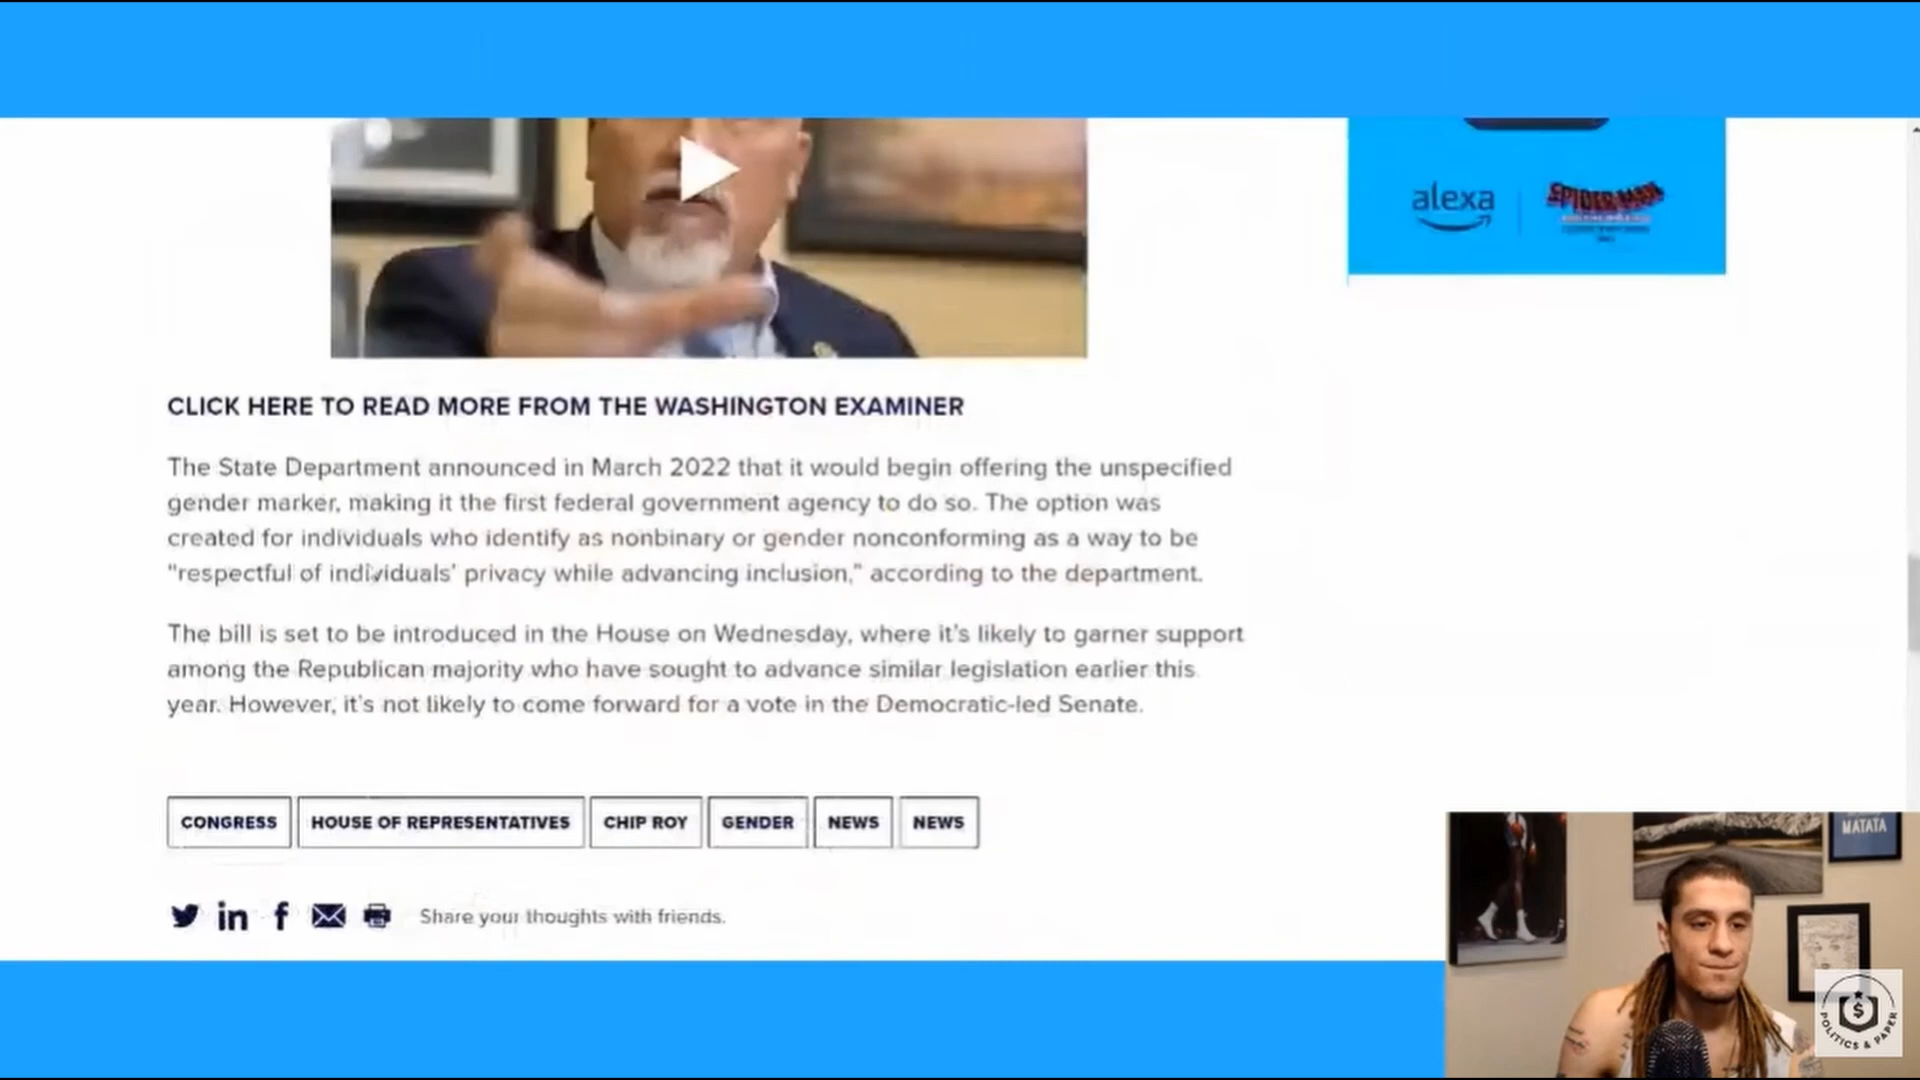 alexa
SPIDER-MAN
CLICK HERE TO READ MORE FROM THE WASHINGTON EXAMINER
The State Department announced in March 2022 that it would begin offering the unspecified
gender marker, making it the first federal government agency to do so. The option was
created for individuals who identify as nonbinary or gender nonconforming as a way to be
"respectful of individuals' privacy while advancing inclusion," according to the department.
The bill is set to be introduced in the House on Wednesday, where it's likely to garner support
among the Republican majority who have sought to advance similar legislation earlier this
year. However, it's not likely to come forward for a vote in the Democratic-led Senate.
CONGRESS
HOUSE OF REPRESENTATIVES
CHIP ROY
GENDER
NEWS
NEWS
Share your thoughts with friends.
MATATA
POLITICS & PAPER